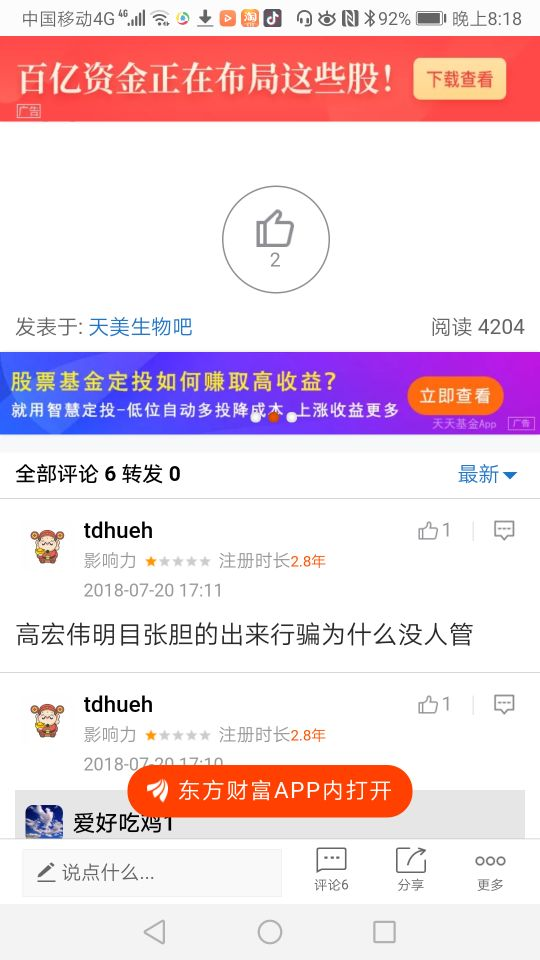 中国移动4G 4G 92% 晚上8:18
百亿资金正在布局这些股!
下载查看
广告
2
发表于: 天美生物吧
阅读 4204
股票基金定投如何赚取高收益?
就用智慧定投-低位自动多投降成本 上涨收益更多
立即查看
天天基金App 广告
全部评论 6 转发 0
最新
tdhueh
1
影响力 注册时长2.8年
2018-07-20 17:11
高宏伟明目张胆的出来行骗为什么没人管
tdhueh
1
影响力 注册时长2.8年
2018-07-20 17:10
东方财富APP内打开
爱好吃鸡1
说点什么...
评论6
分享
更多